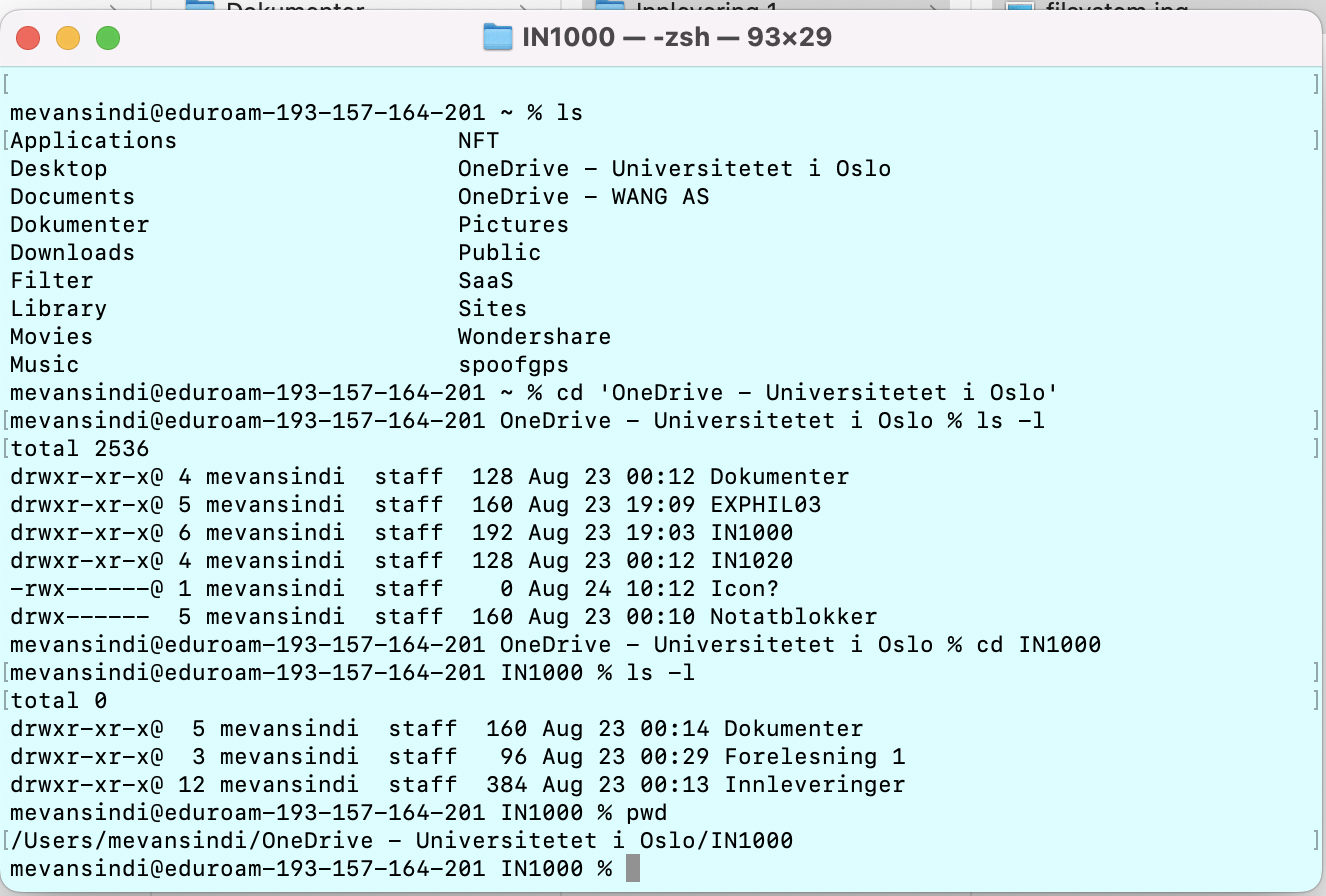 Dokumenter
Innlevering 1
filsystem.jpg
IN1000 — -zsh — 93×29
[ ]
mevansindi@eduroam-193-157-164-201 ~ % ls
[Applications NFT ]
Desktop OneDrive – Universitetet i Oslo
Documents OneDrive – WANG AS
Dokumenter Pictures
Downloads Public
Filter SaaS
Library Sites
Movies Wondershare
Music spoofgps
mevansindi@eduroam-193-157-164-201 ~ % cd 'OneDrive – Universitetet i Oslo'
[mevansindi@eduroam-193-157-164-201 OneDrive – Universitetet i Oslo % ls -l ]
[total 2536 ]
drwxr-xr-x@ 4 mevansindi  staff  128 Aug 23 00:12 Dokumenter
drwxr-xr-x@ 5 mevansindi  staff  160 Aug 23 19:09 EXPHIL03
drwxr-xr-x@ 6 mevansindi  staff  192 Aug 23 19:03 IN1000
drwxr-xr-x@ 4 mevansindi  staff  128 Aug 23 00:12 IN1020
-rwx------@ 1 mevansindi  staff    0 Aug 24 10:12 Icon?
drwx------  5 mevansindi  staff  160 Aug 23 00:10 Notatblokker
mevansindi@eduroam-193-157-164-201 OneDrive – Universitetet i Oslo % cd IN1000
[mevansindi@eduroam-193-157-164-201 IN1000 % ls -l ]
[total 0 ]
drwxr-xr-x@  5 mevansindi  staff  160 Aug 23 00:14 Dokumenter
drwxr-xr-x@  3 mevansindi  staff   96 Aug 23 00:29 Forelesning 1
drwxr-xr-x@ 12 mevansindi  staff  384 Aug 23 00:13 Innleveringer
mevansindi@eduroam-193-157-164-201 IN1000 % pwd
[/Users/mevansindi/OneDrive – Universitetet i Oslo/IN1000 ]
mevansindi@eduroam-193-157-164-201 IN1000 %